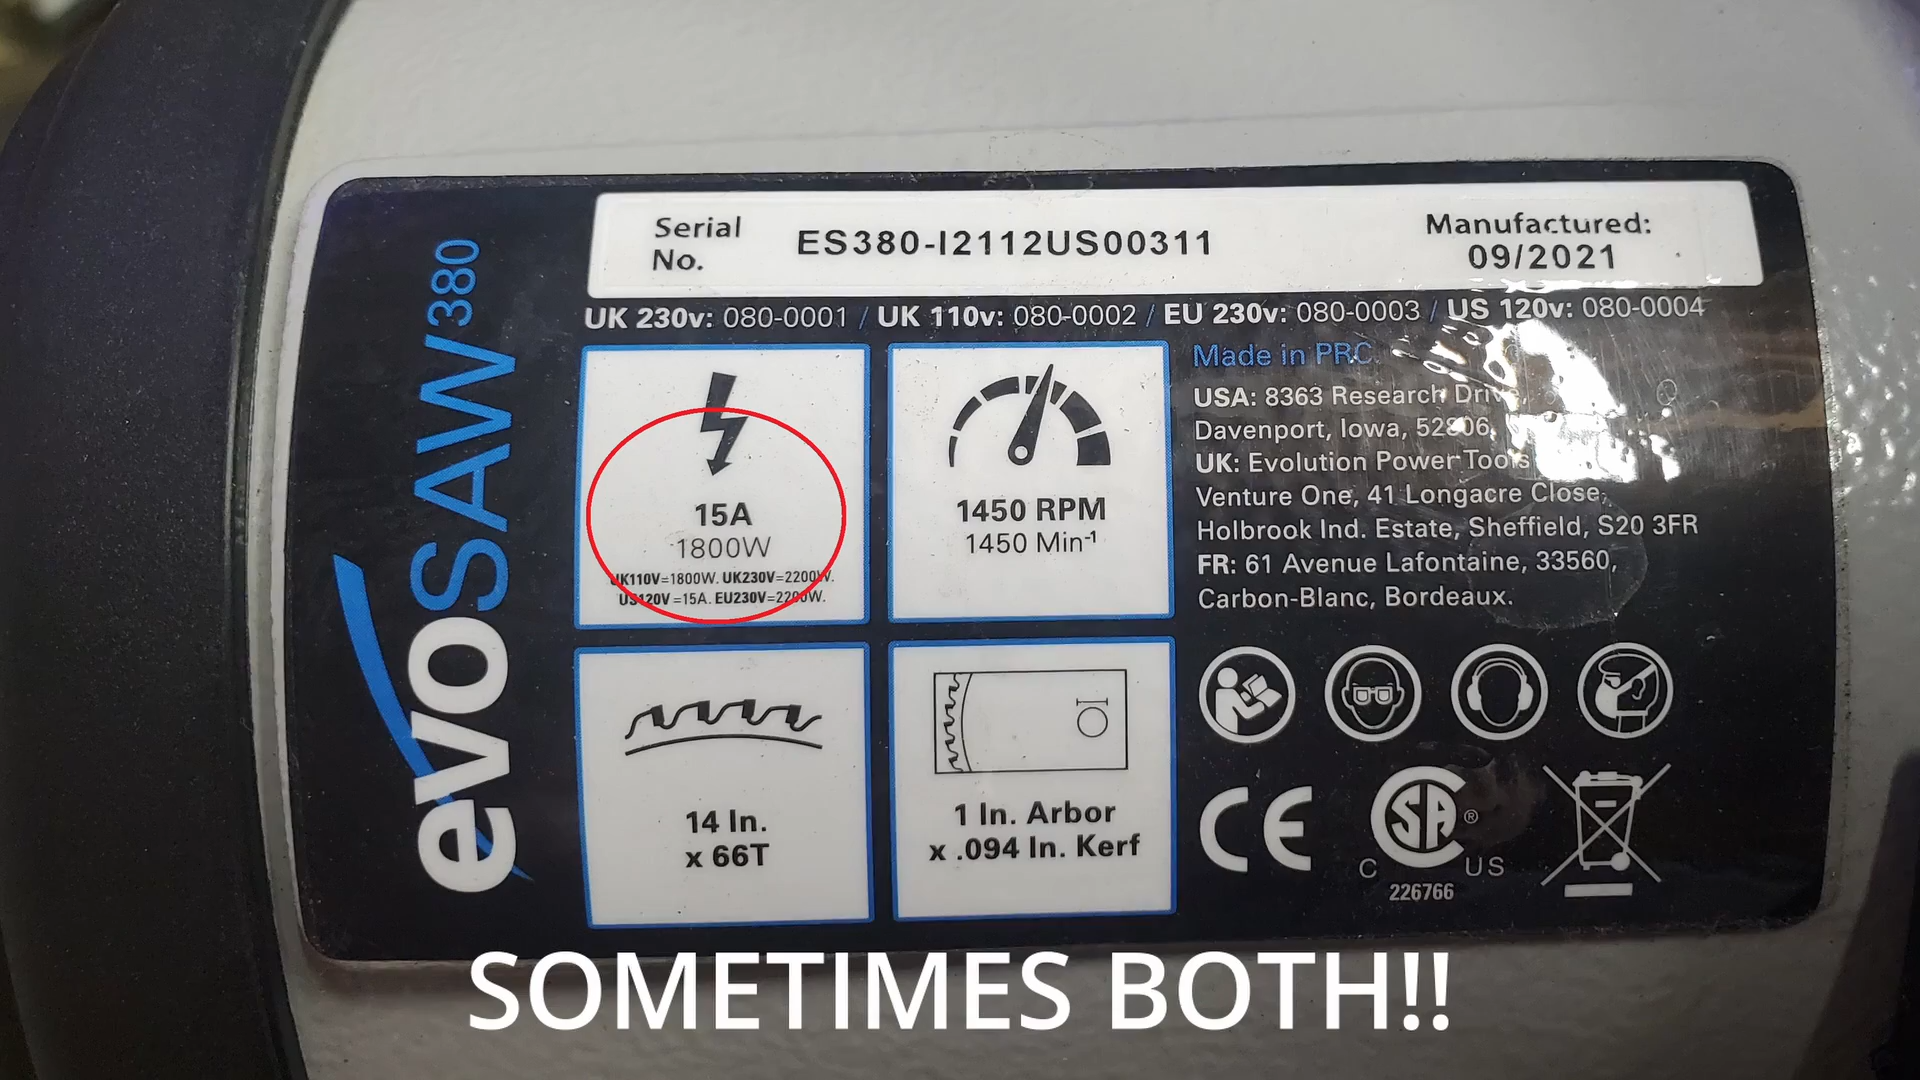 evoSAW380
Serial No.
ES380-I2112US00311
Manufactured:
09/2021
UK 230v: 080-0001 / UK 110v: 080-0002 / EU 230v: 080-0003 / US 120v: 080-0004
15A
1800W
UK110V=1800W. UK230V=2200W.
US120V=15A. EU230V=2200W.
1450 RPM
1450 Min-1
Made in PRC.
USA: 8363 Research Drive,
Davenport, Iowa, 52806.
UK: Evolution Power Tools
Venture One, 41 Longacre Close,
Holbrook Ind. Estate, Sheffield, S20 3FR
FR: 61 Avenue Lafontaine, 33560,
Carbon-Blanc, Bordeaux.
14 In.
x 66T
1 In. Arbor
x .094 In. Kerf
CE
C SA® US
226766
SOMETIMES BOTH!!